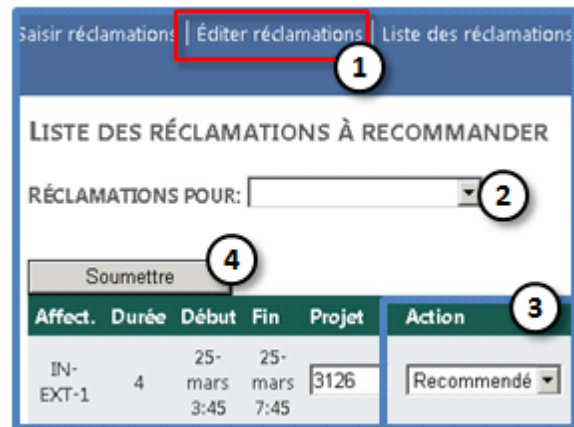 Saisir réclamations | Éditer réclamations | Liste des réclamations
1
LISTE DES RÉCLAMATIONS À RECOMMANDER
RÉCLAMATIONS POUR:
2
Soumettre
4
Affect. Durée Début Fin Projet Action
3
IN-EXT-1 4 25-mars 3:45 25-mars 7:45 3126 Recommendé